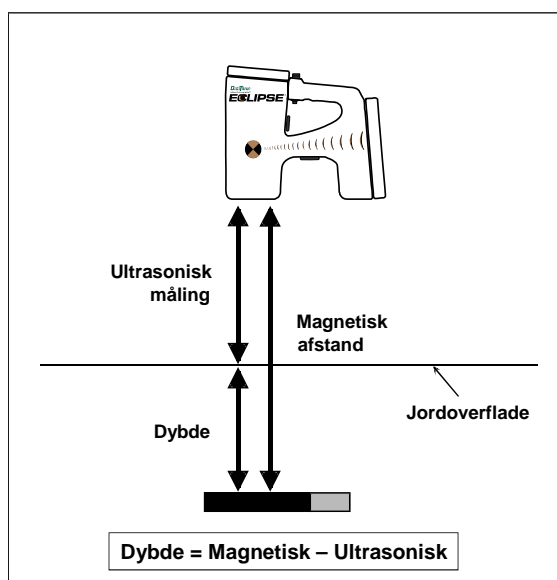 DIGITRAK
ECLIPSE
Ultrasonisk
måling
Magnetisk
afstand
Jordoverflade
Dybde
Dybde = Magnetisk – Ultrasonisk